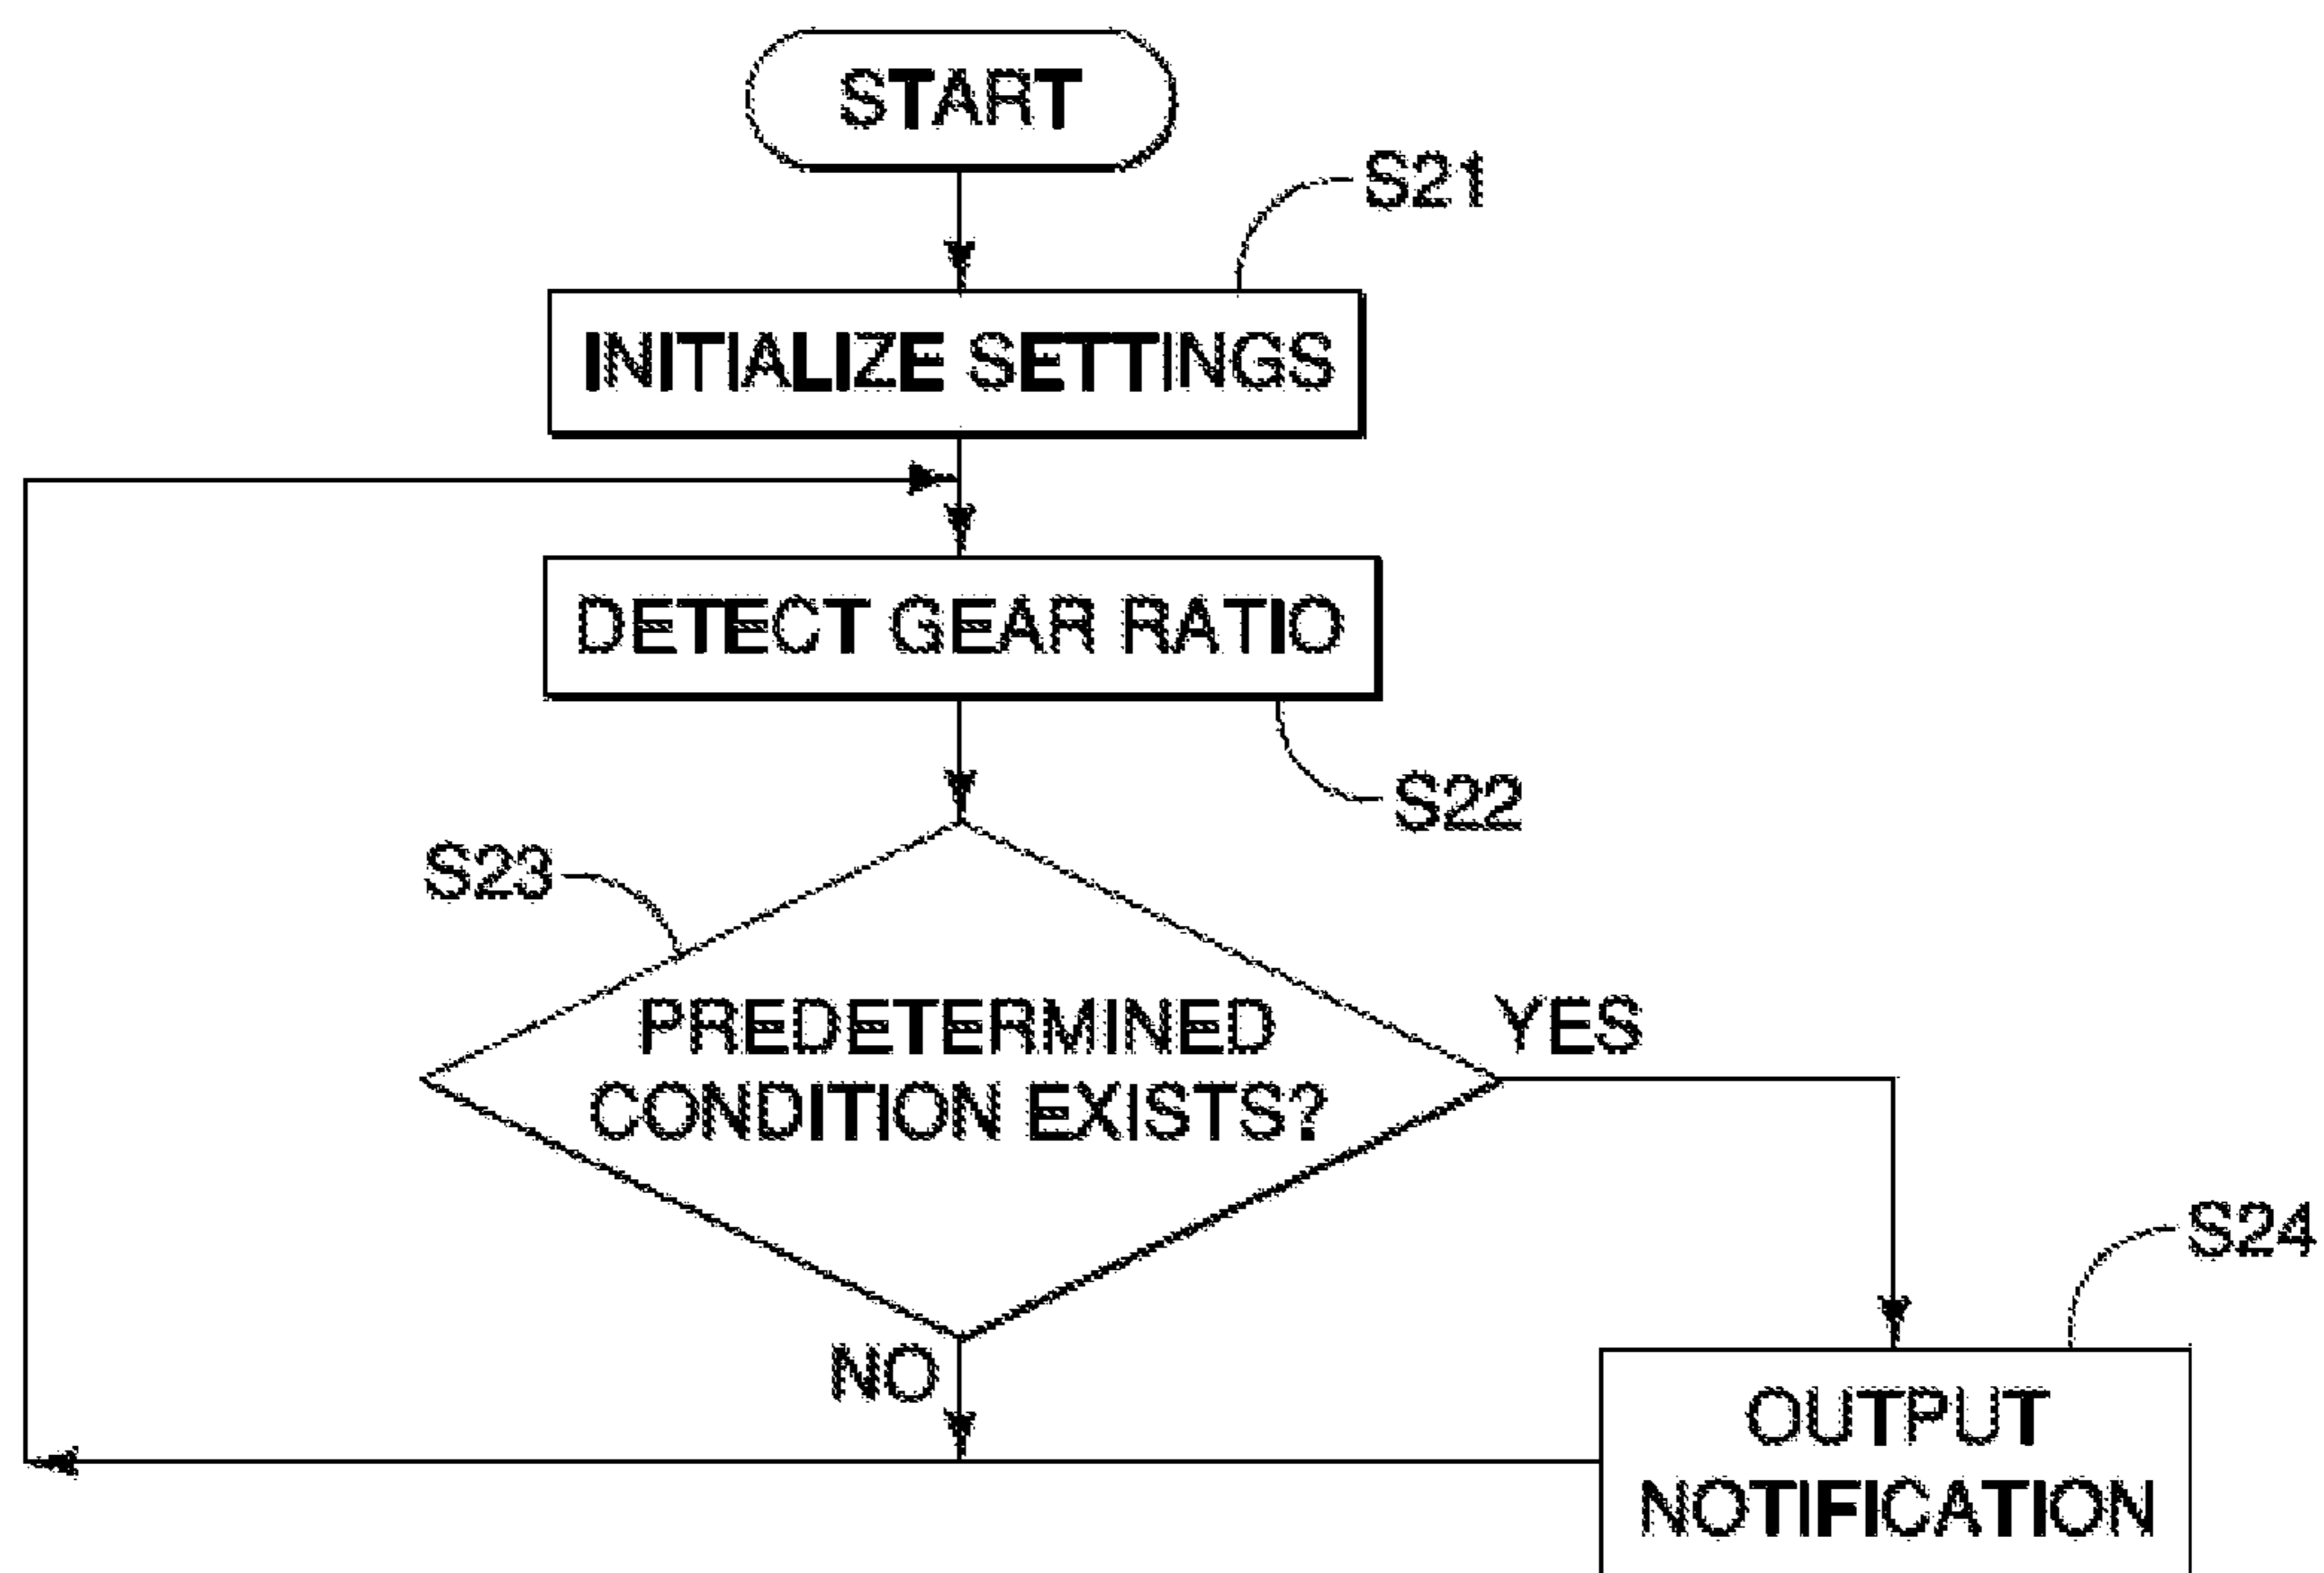 START
S21
INITIALIZE SETTINGS
DETECT GEAR RATIO
S22
S23
PREDETERMINED
CONDITION EXISTS?
YES
NO
S24
OUTPUT
NOTIFICATION